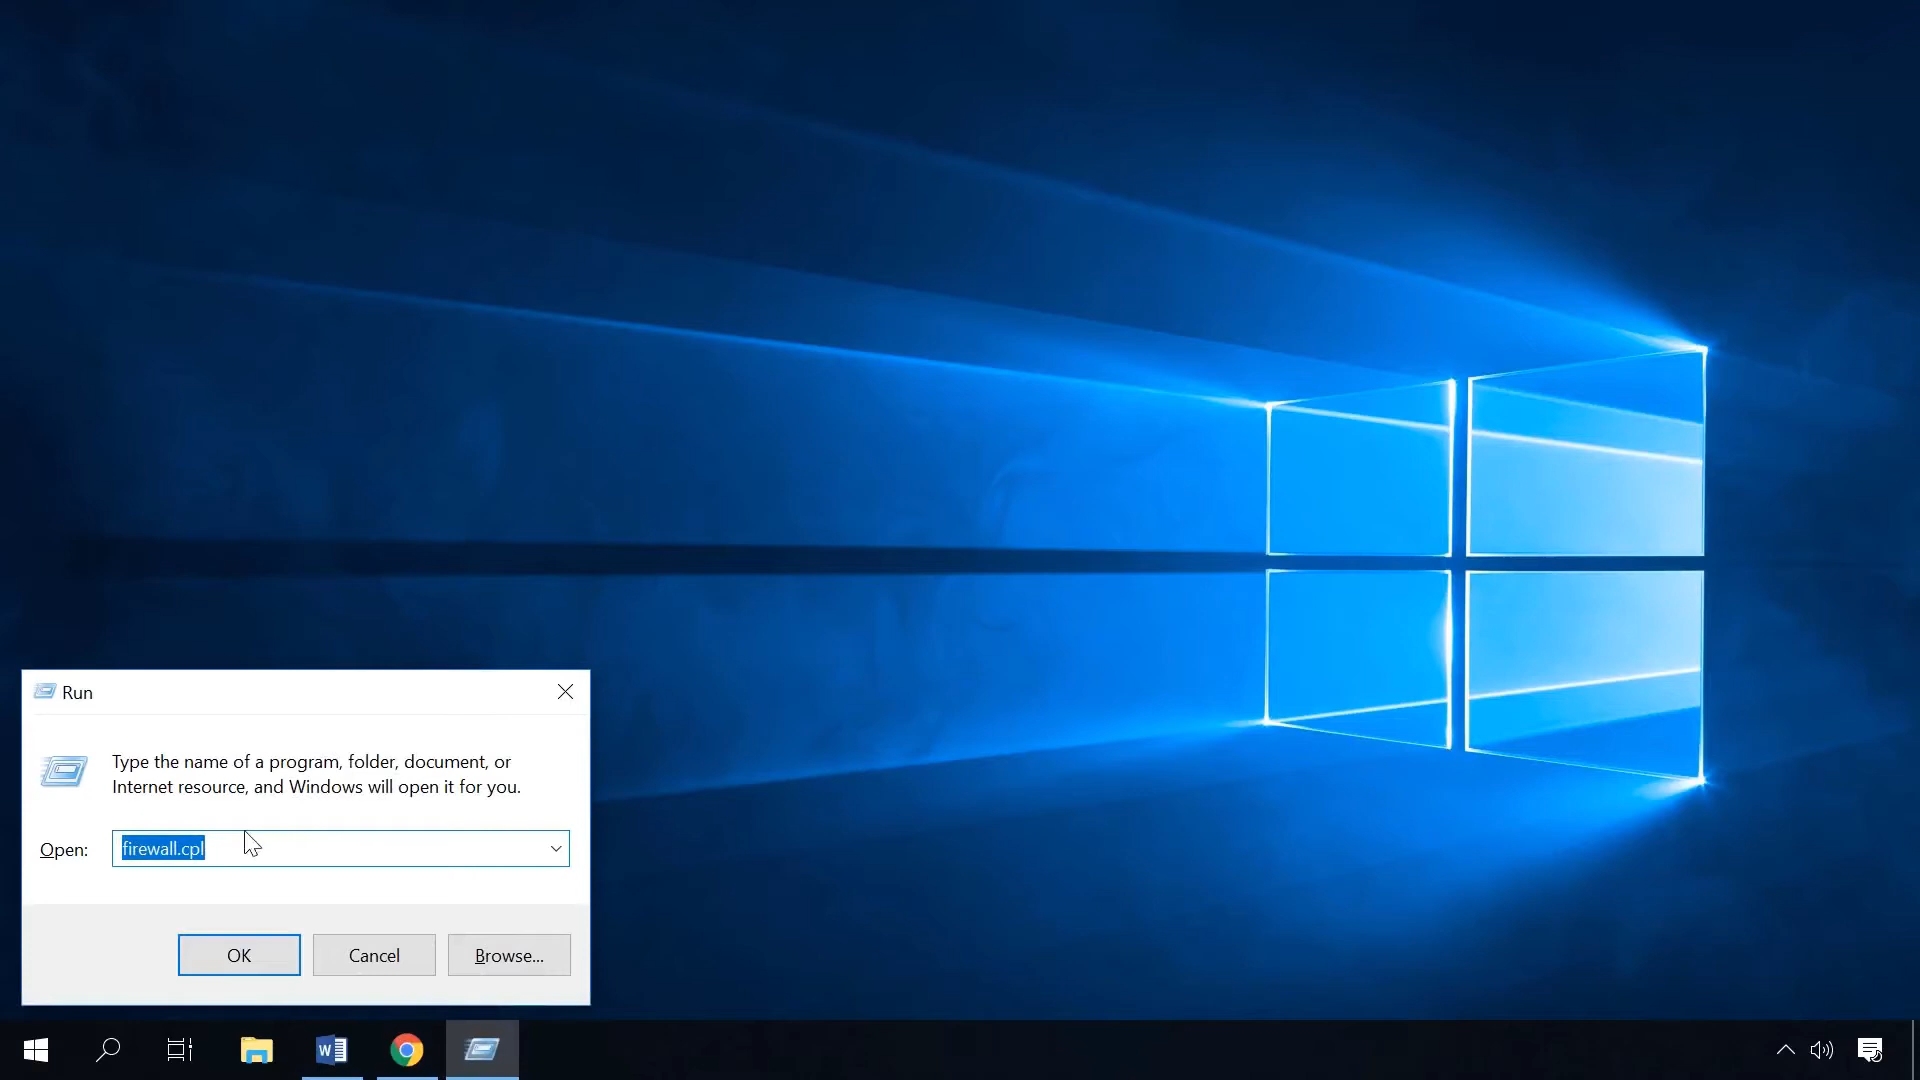 Run
Type the name of a program, folder, document, or
Internet resource, and Windows will open it for you.
Open: firewall.cpl
OK Cancel Browse...
W